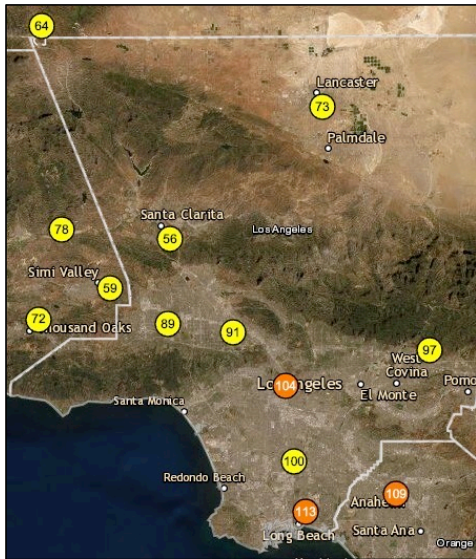 64
Lancaster
73
Palmdale
Santa Clarita
56
Los Angeles
78
Simi Valley
59
72
Thousand Oaks
89
91
97
West
Covina
104
Los Angeles
El Monte
Pomo
Santa Monica
100
Redondo Beach
113
Long Beach
109
Anaheim
Santa Ana
Orange